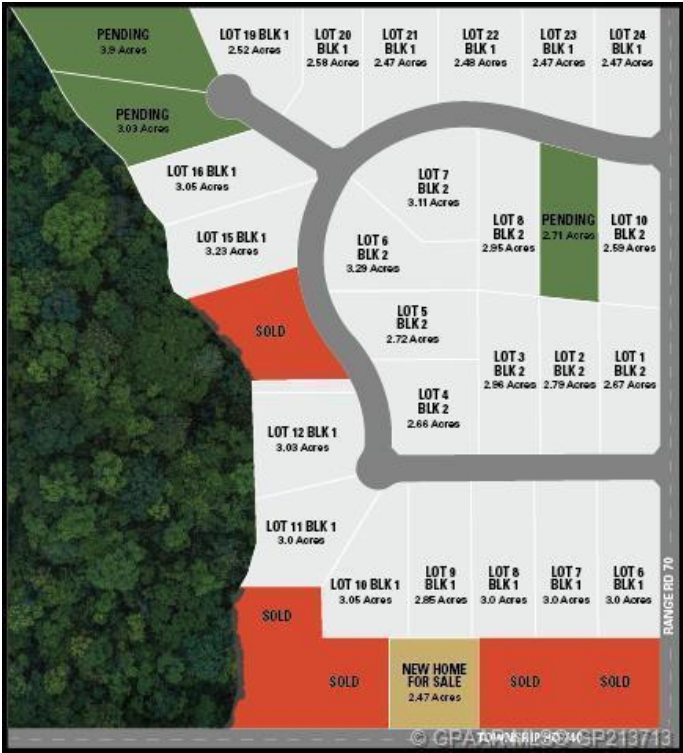 PENDING
3.9 Acres
LOT 19 BLK 1
2.52 Acres
LOT 20
BLK 1
2.58 Acres
LOT 21
BLK 1
2.47 Acres
LOT 22
BLK 1
2.48 Acres
LOT 23
BLK 1
2.47 Acres
LOT 24
BLK 1
2.47 Acres
PENDING
3.03 Acres
LOT 16 BLK 1
3.05 Acres
LOT 7
BLK 2
3.11 Acres
LOT 8
BLK 2
2.95 Acres
PENDING
2.71 Acres
LOT 10
BLK 2
2.59 Acres
LOT 15 BLK 1
3.23 Acres
LOT 6
BLK 2
3.29 Acres
SOLD
LOT 5
BLK 2
2.72 Acres
LOT 3
BLK 2
2.96 Acres
LOT 2
BLK 2
2.79 Acres
LOT 1
BLK 2
2.67 Acres
LOT 4
BLK 2
2.66 Acres
LOT 12 BLK 1
3.03 Acres
LOT 11 BLK 1
3.0 Acres
LOT 10 BLK 1
3.05 Acres
LOT 9
BLK 1
2.85 Acres
LOT 8
BLK 1
3.0 Acres
LOT 7
BLK 1
3.0 Acres
LOT 6
BLK 1
3.0 Acres
RANGE RD 70
SOLD
SOLD
NEW HOME
FOR SALE
2.47 Acres
SOLD
SOLD
TOWNSHIP RD 740